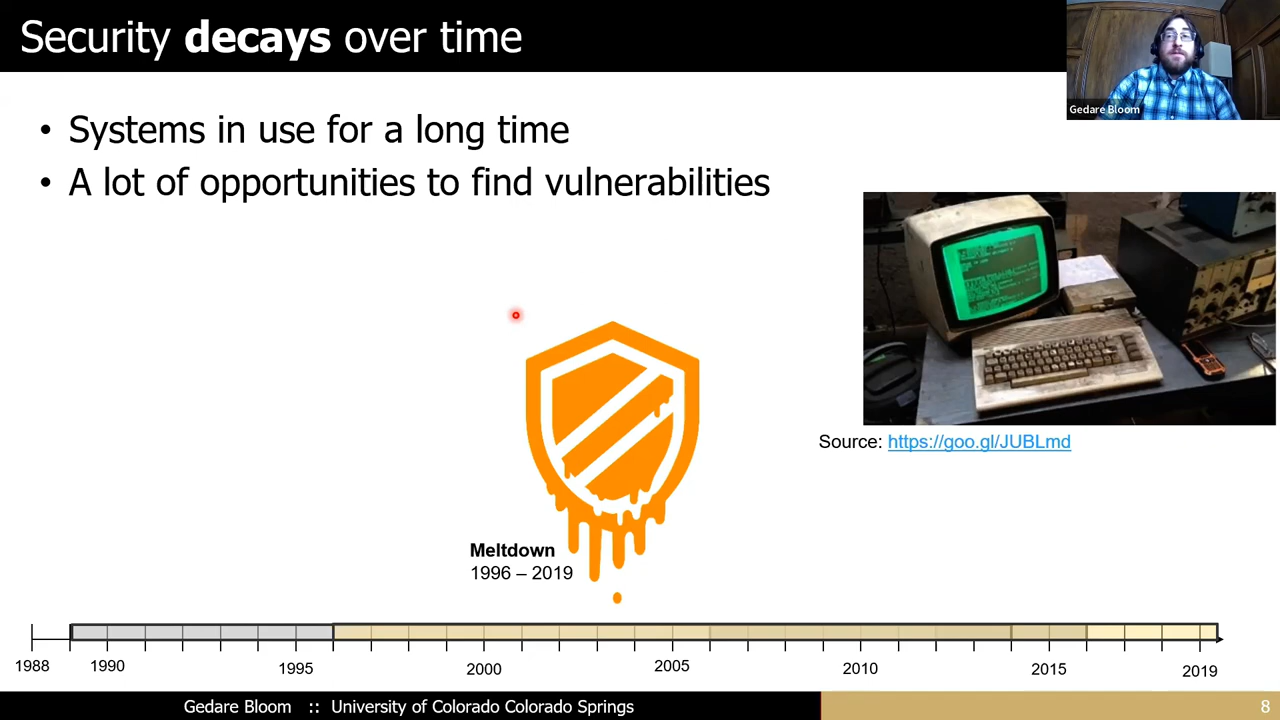 Security decays over time
Gedare Bloom
• Systems in use for a long time
• A lot of opportunities to find vulnerabilities
Source: https://goo.gl/JUBLmd
Meltdown
1996 – 2019
1988 1990 1995 2000 2005 2010 2015 2019
Gedare Bloom :: University of Colorado Colorado Springs 8